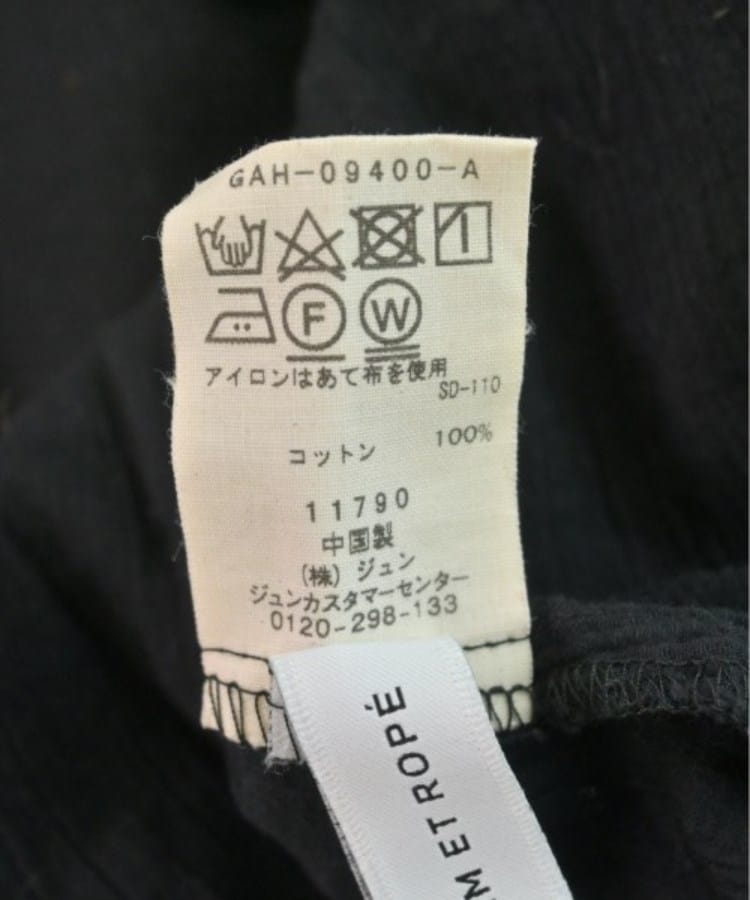 GAH-09400-A
F W
アイロンはあて布を使用
SD-110
コットン 100%
11790
中国製
(株) ジュン
ジュンカスタマーセンター
0120-298-133
M ETROPÉ